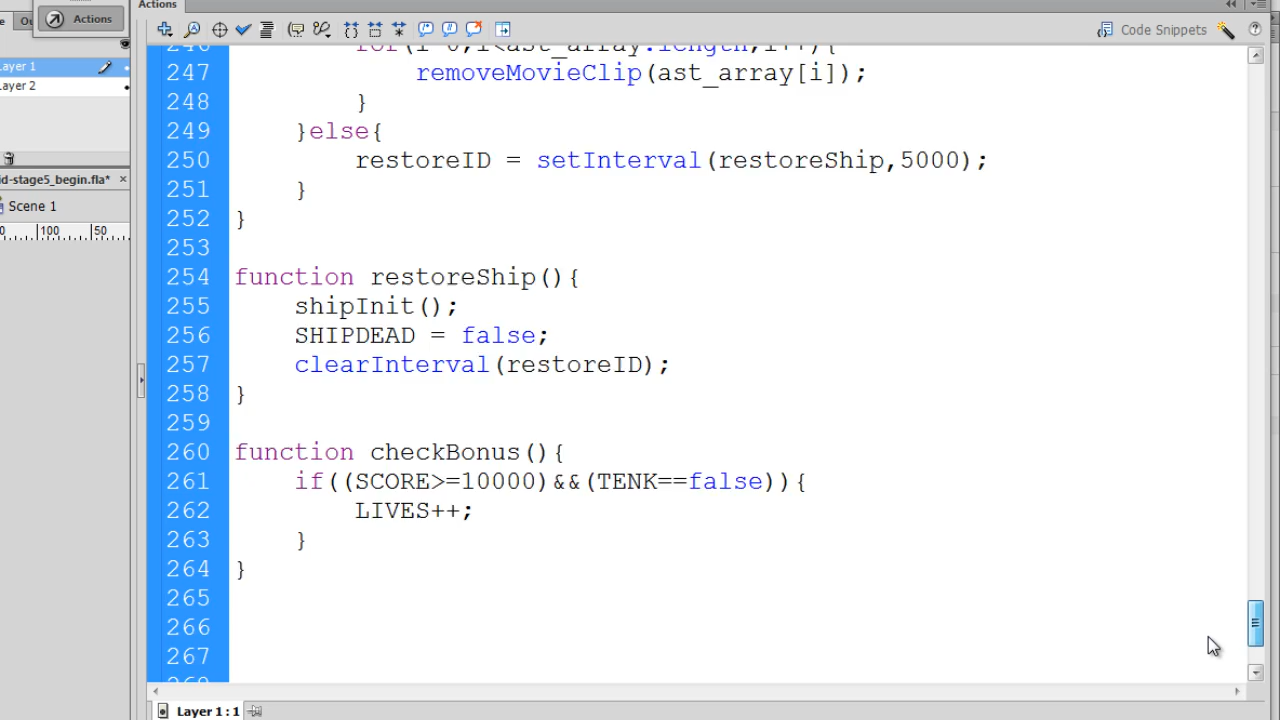 Actions
Actions
Code Snippets
Layer 1
Layer 2
id-stage5_begin.fla*
Scene 1
0 100 50
246 for(i=0;i<ast_array.length;i++){
247 removeMovieClip(ast_array[i]);
248 }
249 }else{
250 restoreID = setInterval(restoreShip,5000);
251 }
252 }
253
254 function restoreShip(){
255 shipInit();
256 SHIPDEAD = false;
257 clearInterval(restoreID);
258 }
259
260 function checkBonus(){
261 if((SCORE>=10000)&&(TENK==false)){
262 LIVES++;
263 }
264 }
265
266
267
Layer 1:1